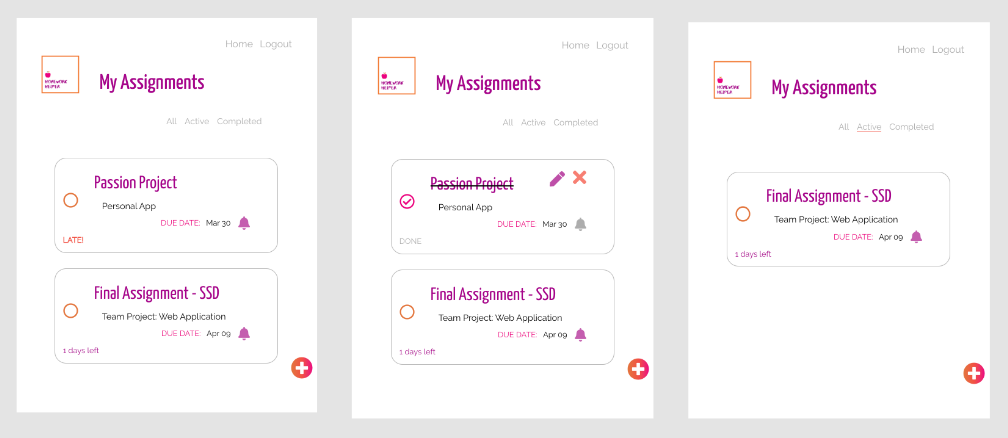 Home Logout
HOMEWORK
HELPER
My Assignments
All Active Completed
Passion Project
Personal App
DUE DATE: Mar 30
LATE!
Final Assignment - SSD
Team Project: Web Application
DUE DATE: Apr 09
1 days left
Home Logout
HOMEWORK
HELPER
My Assignments
All Active Completed
Passion Project
Personal App
DUE DATE: Mar 30
DONE
Final Assignment - SSD
Team Project: Web Application
DUE DATE: Apr 09
1 days left
Home Logout
HOMEWORK
HELPER
My Assignments
All Active Completed
Final Assignment - SSD
Team Project: Web Application
DUE DATE: Apr 09
1 days left